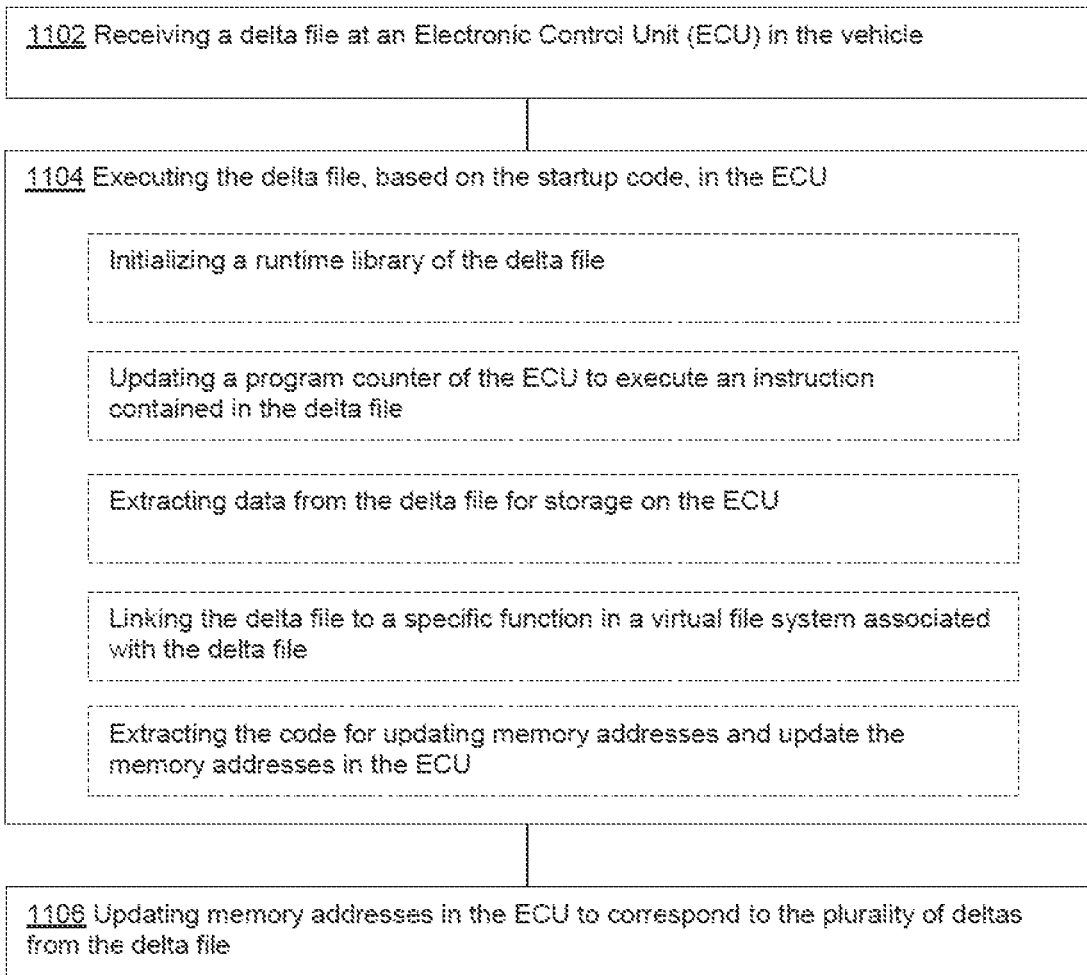 1102 Receiving a delta file at an Electronic Control Unit (ECU) in the vehicle
1104 Executing the delta file, based on the startup code, in the ECU
Initializing a runtime library of the delta file
Updating a program counter of the ECU to execute an instruction
contained in the delta file
Extracting data from the delta file for storage on the ECU
Linking the delta file to a specific function in a virtual file system associated
with the delta file
Extracting the code for updating memory addresses and update the
memory addresses in the ECU
1106 Updating memory addresses in the ECU to correspond to the plurality of deltas
from the delta file